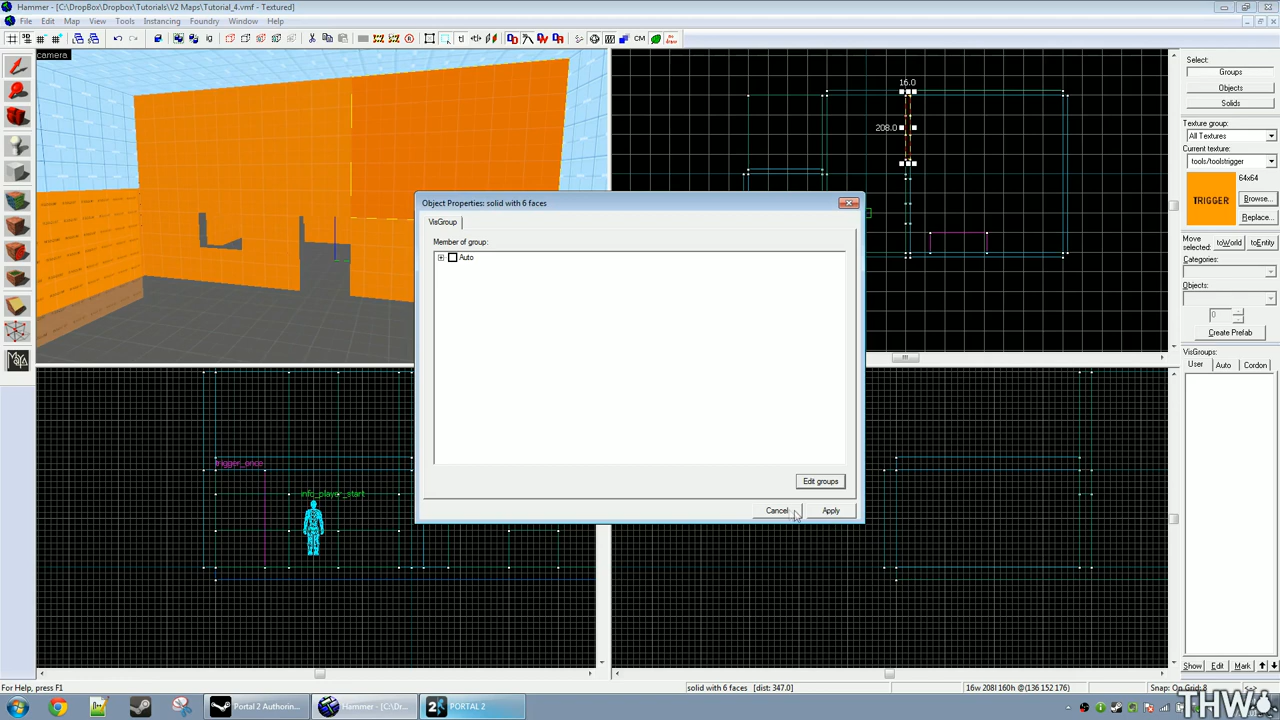 Hammer - [C:\DropBox\Dropbox\Tutorials\V2 Maps\Tutorial_4.vmf - Textured]
File Edit Map View Tools Instancing Foundry Window Help
camera
16.0
208.0
Object Properties: solid with 6 faces
VisGroup
Member of group:
Auto
Edit groups
Cancel
Apply
Select:
Groups
Objects
Solids
Texture group:
All Textures
Current texture:
tools/toolstrigger
64x64
TRIGGER
Browse...
Replace...
Move selected:
toWorld
toEntity
Categories:
Objects:
0
Create Prefab
VisGroups:
User Auto Cordon
Show Edit Mark
trigger_once
info_player_start
For Help, press F1
solid with 6 faces [dist: 347.0]
16w 208l 160h @(136 152 176)
Snap: On Grid: 8
Portal 2 Authorin...
Hammer - [C:\Dr...
PORTAL 2
THW